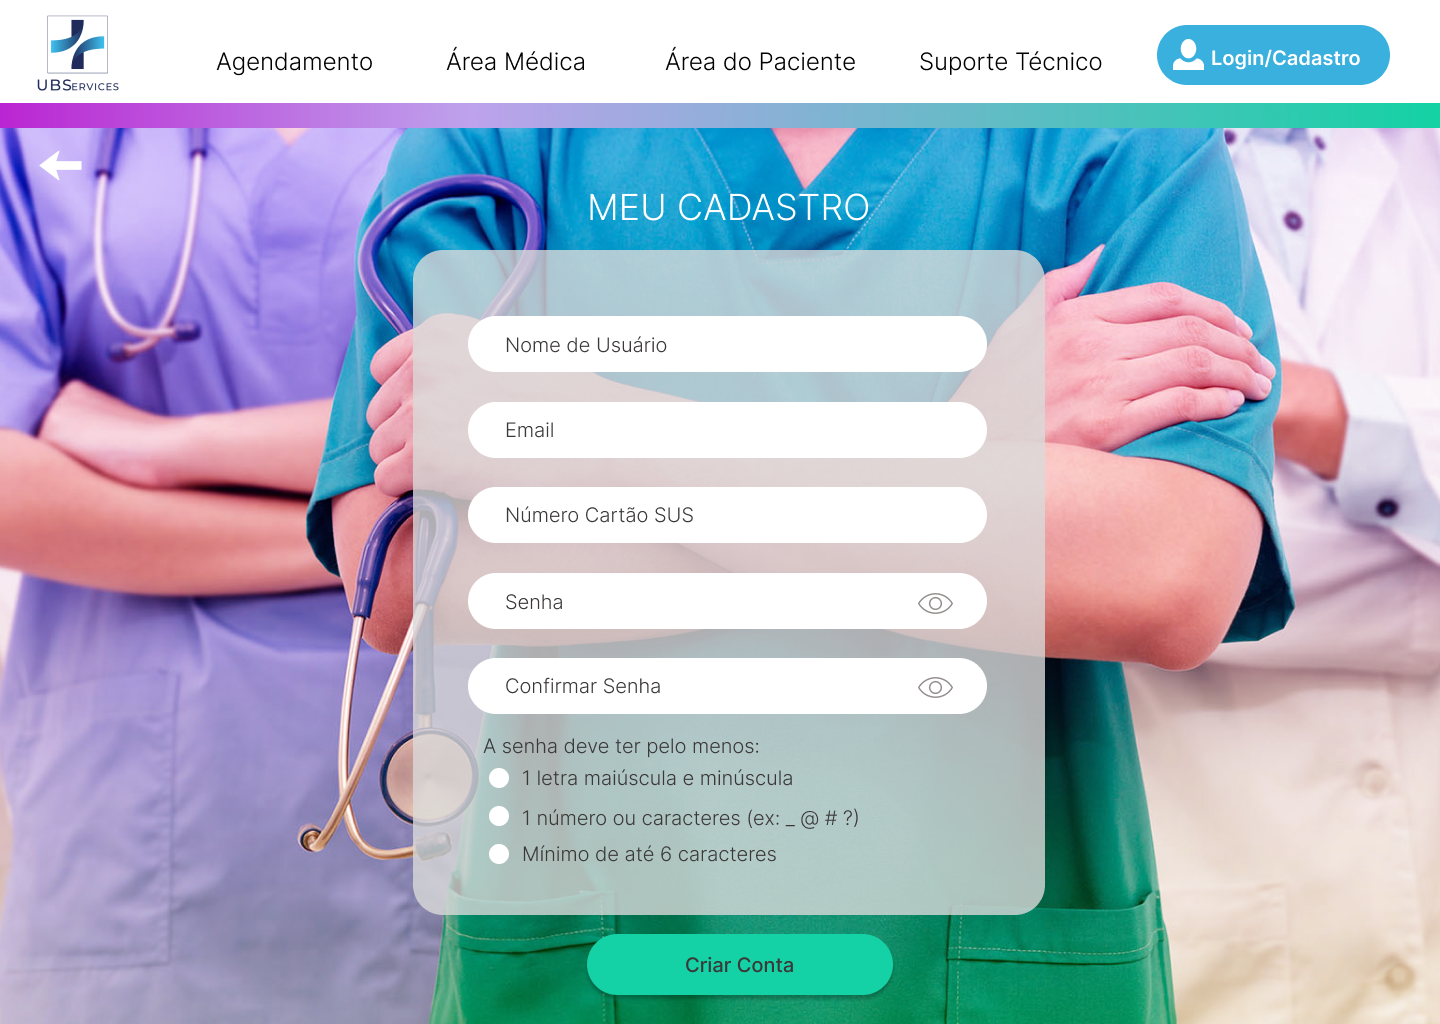 UBServices
Agendamento
Área Médica
Área do Paciente
Suporte Técnico
Login/Cadastro
MEU CADASTRO
Nome de Usuário
Email
Número Cartão SUS
Senha
Confirmar Senha
A senha deve ter pelo menos:
1 letra maiúscula e minúscula
1 número ou caracteres (ex: _ @ # ?)
Mínimo de até 6 caracteres
Criar Conta